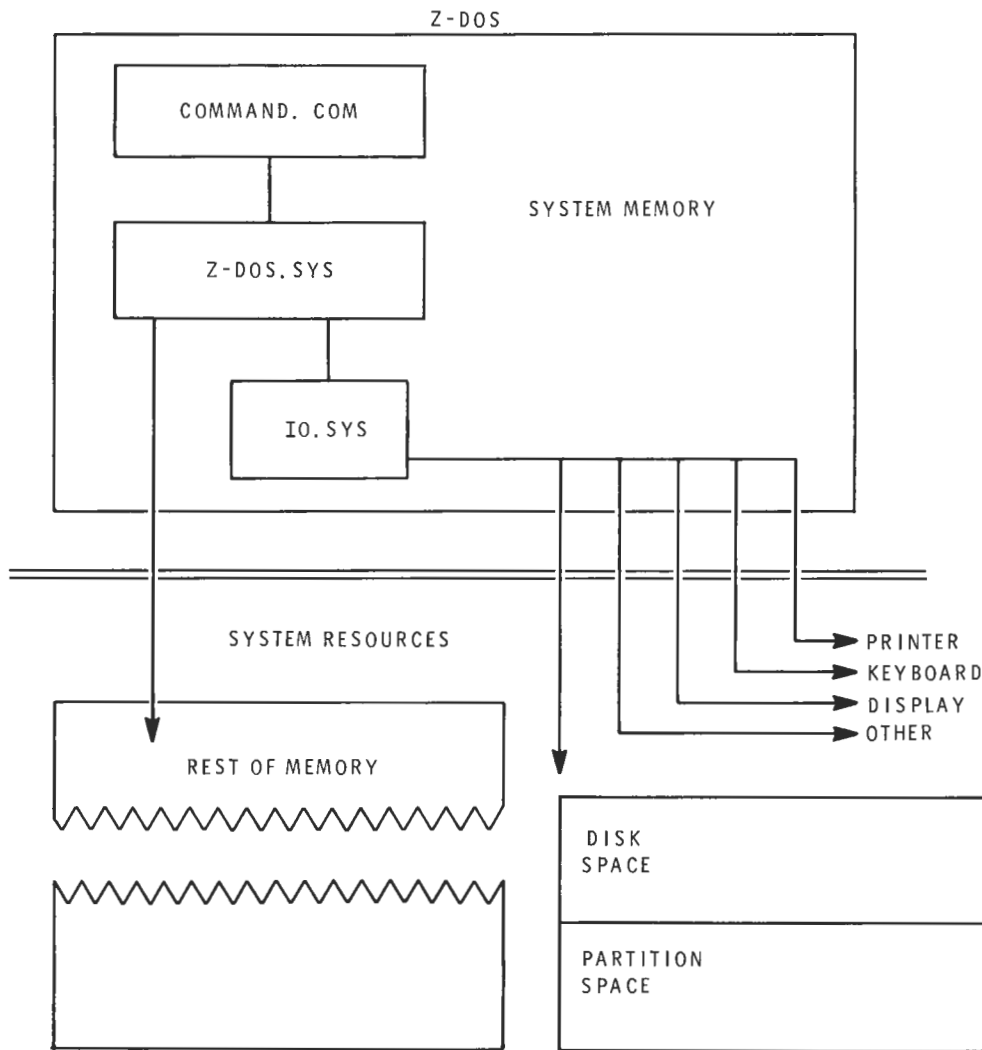 Z-DOS
COMMAND. COM
SYSTEM MEMORY
Z-DOS.SYS
IO.SYS
SYSTEM RESOURCES
PRINTER
KEYBOARD
DISPLAY
OTHER
REST OF MEMORY
DISK
SPACE
PARTITION
SPACE